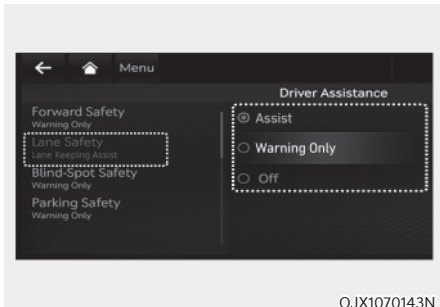 Menu
Driver Assistance
Forward Safety
Warning Only
Lane Safety
Lane Keeping Assist
Blind-Spot Safety
Warning Only
Parking Safety
Warning Only
Assist
Warning Only
Off
OJX1070143N